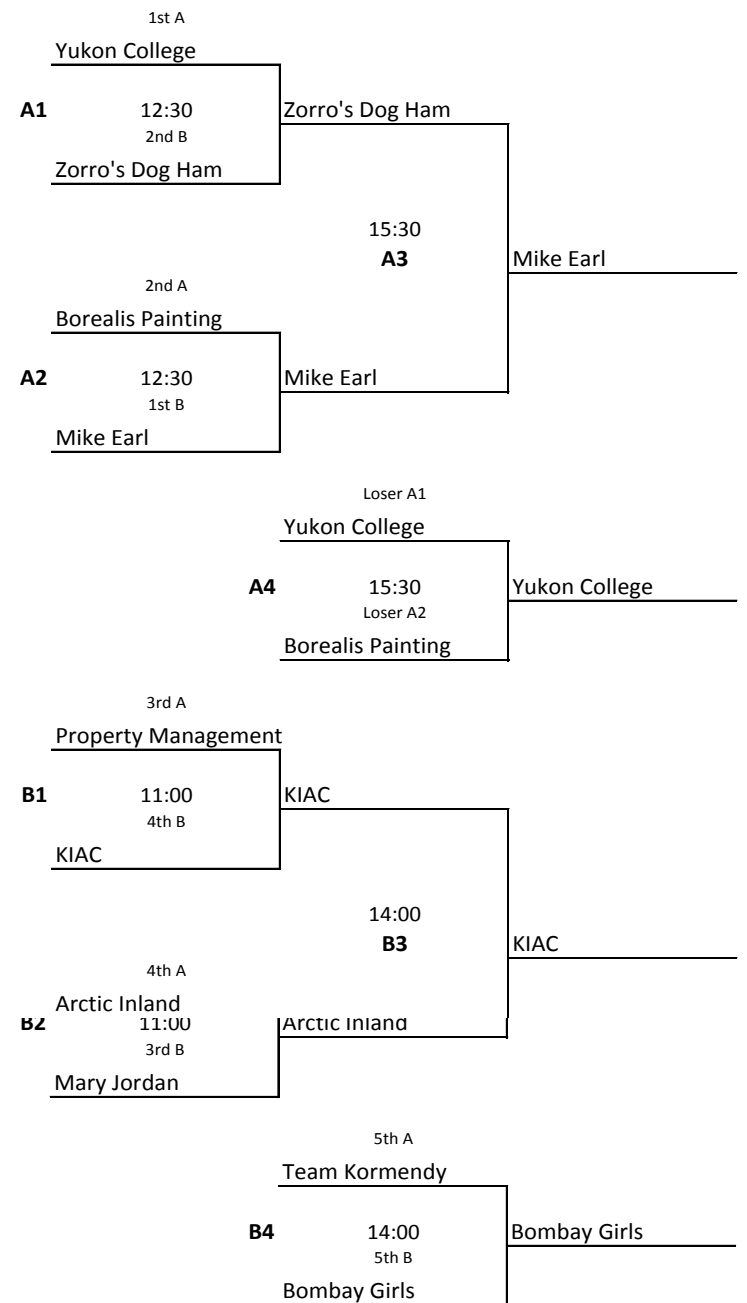 1st A
Yukon College
A1 12:30 Zorro's Dog Ham
2nd B
Zorro's Dog Ham
15:30
A3 Mike Earl
2nd A
Borealis Painting
A2 12:30 Mike Earl
1st B
Mike Earl
Loser A1
Yukon College
A4 15:30 Yukon College
Loser A2
Borealis Painting
3rd A
Property Management
B1 11:00 KIAC
4th B
KIAC
14:00
B3 KIAC
4th A
Arctic Inland
B2 11:00 Arctic Inland
3rd B
Mary Jordan
5th A
Team Kormendy
B4 14:00 Bombay Girls
5th B
Bombay Girls